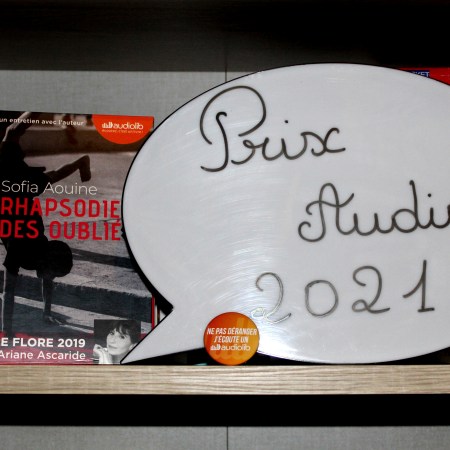 un entretien avec l'auteur
audiolib
Sofia Aouine
RHAPSODIE
DES OUBLIÉ
E FLORE 2019
Ariane Ascaride
Prix
Audi
2021
NE PAS DÉRANGER
J'ÉCOUTE UN
audiolib